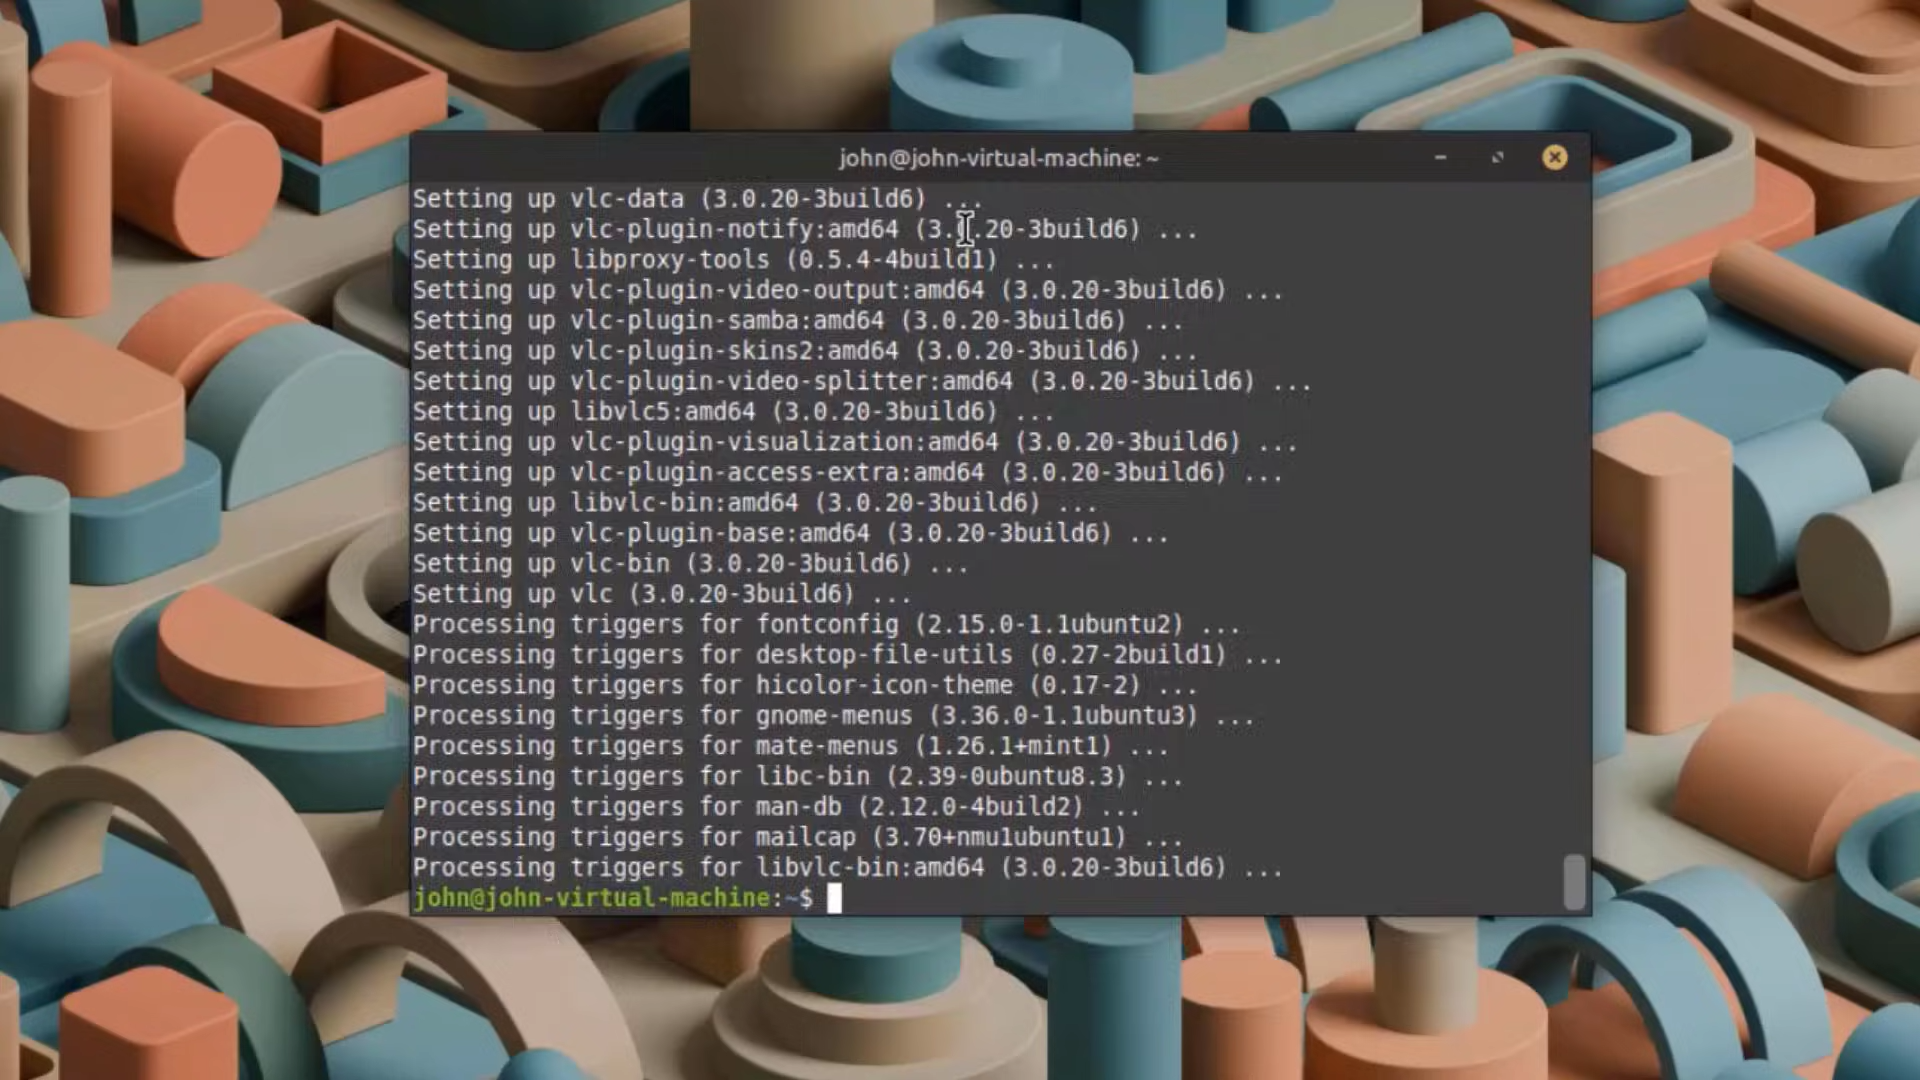 john@john-virtual-machine: ~
Setting up vlc-data (3.0.20-3build6) ...
Setting up vlc-plugin-notify:amd64 (3.0.20-3build6) ...
Setting up libproxy-tools (0.5.4-4build1) ...
Setting up vlc-plugin-video-output:amd64 (3.0.20-3build6) ...
Setting up vlc-plugin-samba:amd64 (3.0.20-3build6) ...
Setting up vlc-plugin-skins2:amd64 (3.0.20-3build6) ...
Setting up vlc-plugin-video-splitter:amd64 (3.0.20-3build6) ...
Setting up libvlc5:amd64 (3.0.20-3build6) ...
Setting up vlc-plugin-visualization:amd64 (3.0.20-3build6) ...
Setting up vlc-plugin-access-extra:amd64 (3.0.20-3build6) ...
Setting up libvlc-bin:amd64 (3.0.20-3build6) ...
Setting up vlc-plugin-base:amd64 (3.0.20-3build6) ...
Setting up vlc-bin (3.0.20-3build6) ...
Setting up vlc (3.0.20-3build6) ...
Processing triggers for fontconfig (2.15.0-1.1ubuntu2) ...
Processing triggers for desktop-file-utils (0.27-2build1) ...
Processing triggers for hicolor-icon-theme (0.17-2) ...
Processing triggers for gnome-menus (3.36.0-1.1ubuntu3) ...
Processing triggers for mate-menus (1.26.1+mint1) ...
Processing triggers for libc-bin (2.39-0ubuntu8.3) ...
Processing triggers for man-db (2.12.0-4build2) ...
Processing triggers for mailcap (3.70+nmu1ubuntu1) ...
Processing triggers for libvlc-bin:amd64 (3.0.20-3build6) ...
john@john-virtual-machine:~$